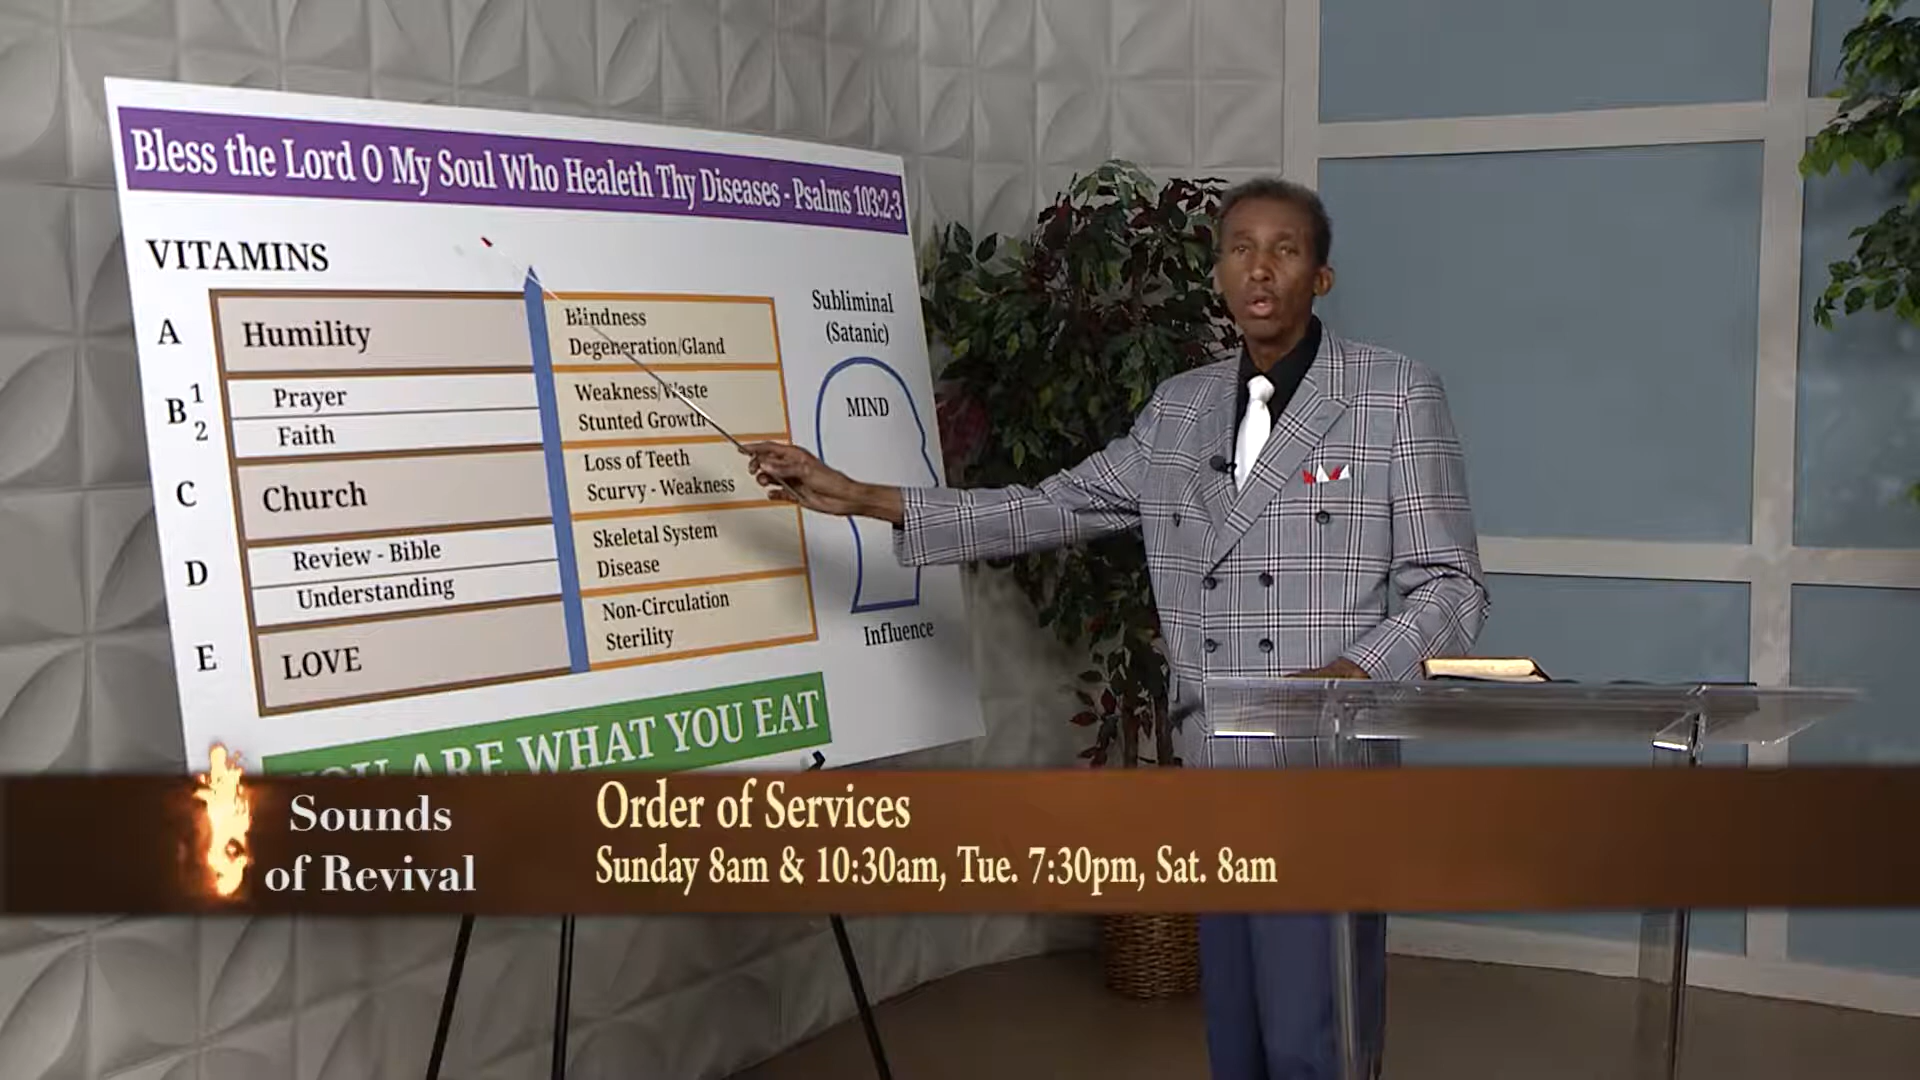 Bless the Lord O My Soul Who Healeth Thy Diseases - Psalms 103:2-3
VITAMINS
A
Humility
Blindness
Degeneration/Gland
B
1
Prayer
2
Faith
Weakness/Waste
Stunted Growth
C
Church
Loss of Teeth
Scurvy - Weakness
D
Review - Bible
Understanding
Skeletal System
Disease
E
LOVE
Non-Circulation
Sterility
Subliminal
(Satanic)
MIND
Influence
YOU ARE WHAT YOU EAT
Sounds
of Revival
Order of Services
Sunday 8am & 10:30am, Tue. 7:30pm, Sat. 8am